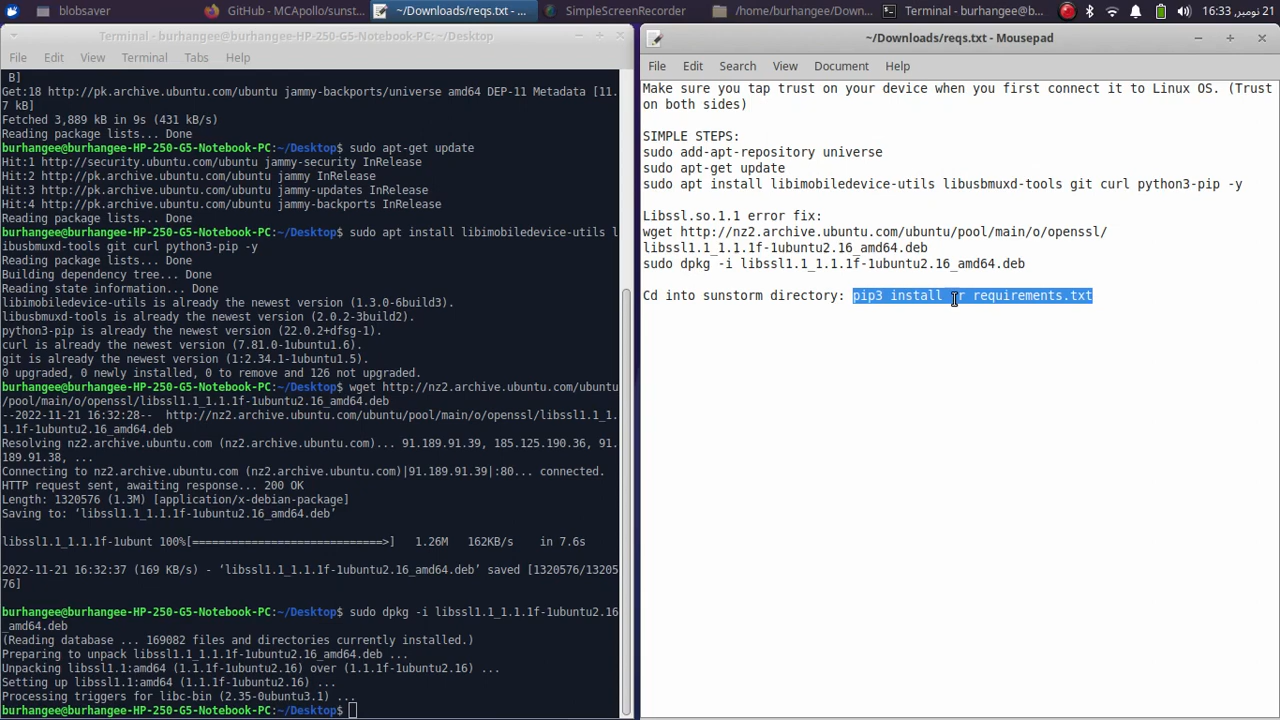 blobsaver
GitHub - MCApollo/sunst...
~/Downloads/reqs.txt - ...
SimpleScreenRecorder
/home/burhangee/Down...
Terminal - burhangee@b...
16:33 ,نومبر 21
Terminal - burhangee@burhangee-HP-250-G5-Notebook-PC: ~/Desktop
File Edit View Terminal Tabs Help
B]
Get:18 http://pk.archive.ubuntu.com/ubuntu jammy-backports/universe amd64 DEP-11 Metadata [11.
7 kB]
Fetched 3,889 kB in 9s (431 kB/s)
Reading package lists... Done
burhangee@burhangee-HP-250-G5-Notebook-PC:~/Desktop$ sudo apt-get update
Hit:1 http://security.ubuntu.com/ubuntu jammy-security InRelease
Hit:2 http://pk.archive.ubuntu.com/ubuntu jammy InRelease
Hit:3 http://pk.archive.ubuntu.com/ubuntu jammy-updates InRelease
Hit:4 http://pk.archive.ubuntu.com/ubuntu jammy-backports InRelease
Reading package lists... Done
burhangee@burhangee-HP-250-G5-Notebook-PC:~/Desktop$ sudo apt install libimobiledevice-utils l
ibusbmuxd-tools git curl python3-pip -y
Reading package lists... Done
Building dependency tree... Done
Reading state information... Done
libimobiledevice-utils is already the newest version (1.3.0-6build3).
libusbmuxd-tools is already the newest version (2.0.2-3build2).
python3-pip is already the newest version (22.0.2+dfsg-1).
curl is already the newest version (7.81.0-1ubuntu1.6).
git is already the newest version (1:2.34.1-1ubuntu1.5).
0 upgraded, 0 newly installed, 0 to remove and 126 not upgraded.
burhangee@burhangee-HP-250-G5-Notebook-PC:~/Desktop$ wget http://nz2.archive.ubuntu.com/ubuntu
/pool/main/o/openssl/libssl1.1_1.1.1f-1ubuntu2.16_amd64.deb
--2022-11-21 16:32:28-- http://nz2.archive.ubuntu.com/ubuntu/pool/main/o/openssl/libssl1.1_1.
1.1f-1ubuntu2.16_amd64.deb
Resolving nz2.archive.ubuntu.com (nz2.archive.ubuntu.com)... 91.189.91.39, 185.125.190.36, 91.
189.91.38, ...
Connecting to nz2.archive.ubuntu.com (nz2.archive.ubuntu.com)|91.189.91.39|:80... connected.
HTTP request sent, awaiting response... 200 OK
Length: 1320576 (1.3M) [application/x-debian-package]
Saving to: ‘libssl1.1_1.1.1f-1ubuntu2.16_amd64.deb’
libssl1.1_1.1.1f-1ubunt 100%[============================>] 1.26M 162KB/s in 7.6s
2022-11-21 16:32:37 (169 KB/s) - ‘libssl1.1_1.1.1f-1ubuntu2.16_amd64.deb’ saved [1320576/13205
76]
burhangee@burhangee-HP-250-G5-Notebook-PC:~/Desktop$ sudo dpkg -i libssl1.1_1.1.1f-1ubuntu2.16
_amd64.deb
(Reading database ... 169082 files and directories currently installed.)
Preparing to unpack libssl1.1_1.1.1f-1ubuntu2.16_amd64.deb ...
Unpacking libssl1.1:amd64 (1.1.1f-1ubuntu2.16) over (1.1.1f-1ubuntu2.16) ...
Setting up libssl1.1:amd64 (1.1.1f-1ubuntu2.16) ...
Processing triggers for libc-bin (2.35-0ubuntu3.1) ...
burhangee@burhangee-HP-250-G5-Notebook-PC:~/Desktop$
~/Downloads/reqs.txt - Mousepad
File Edit Search View Document Help
Make sure you tap trust on your device when you first connect it to Linux OS. (Trust
on both sides)
SIMPLE STEPS:
sudo add-apt-repository universe
sudo apt-get update
sudo apt install libimobiledevice-utils libusbmuxd-tools git curl python3-pip -y
Libssl.so.1.1 error fix:
wget http://nz2.archive.ubuntu.com/ubuntu/pool/main/o/openssl/
libssl1.1_1.1.1f-1ubuntu2.16_amd64.deb
sudo dpkg -i libssl1.1_1.1.1f-1ubuntu2.16_amd64.deb
Cd into sunstorm directory: pip3 install -r requirements.txt